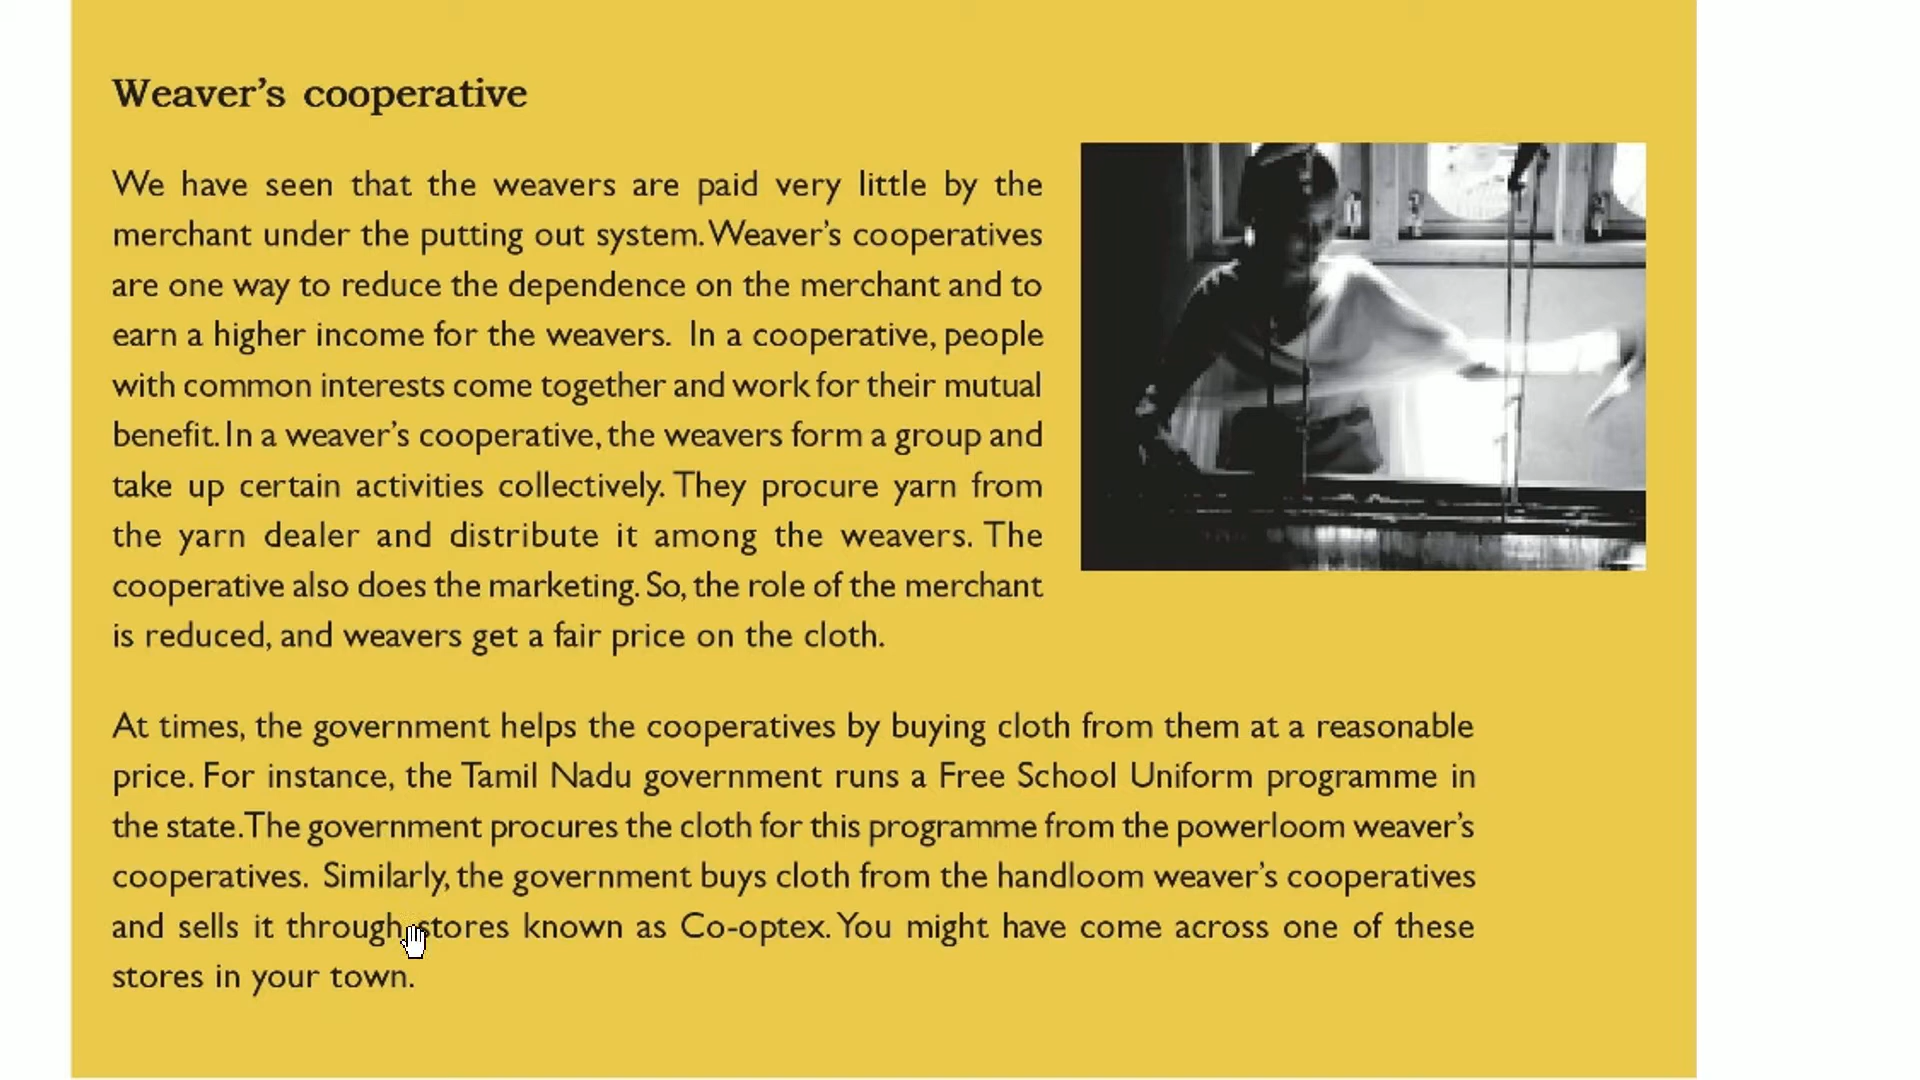 Weaver's cooperative
We have seen that the weavers are paid very little by the
merchant under the putting out system. Weaver's cooperatives
are one way to reduce the dependence on the merchant and to
earn a higher income for the weavers. In a cooperative, people
with common interests come together and work for their mutual
benefit. In a weaver's cooperative, the weavers form a group and
take up certain activities collectively. They procure yarn from
the yarn dealer and distribute it among the weavers. The
cooperative also does the marketing. So, the role of the merchant
is reduced, and weavers get a fair price on the cloth.
At times, the government helps the cooperatives by buying cloth from them at a reasonable
price. For instance, the Tamil Nadu government runs a Free School Uniform programme in
the state. The government procures the cloth for this programme from the powerloom weaver's
cooperatives. Similarly, the government buys cloth from the handloom weaver's cooperatives
and sells it through stores known as Co-optex. You might have come across one of these
stores in your town.